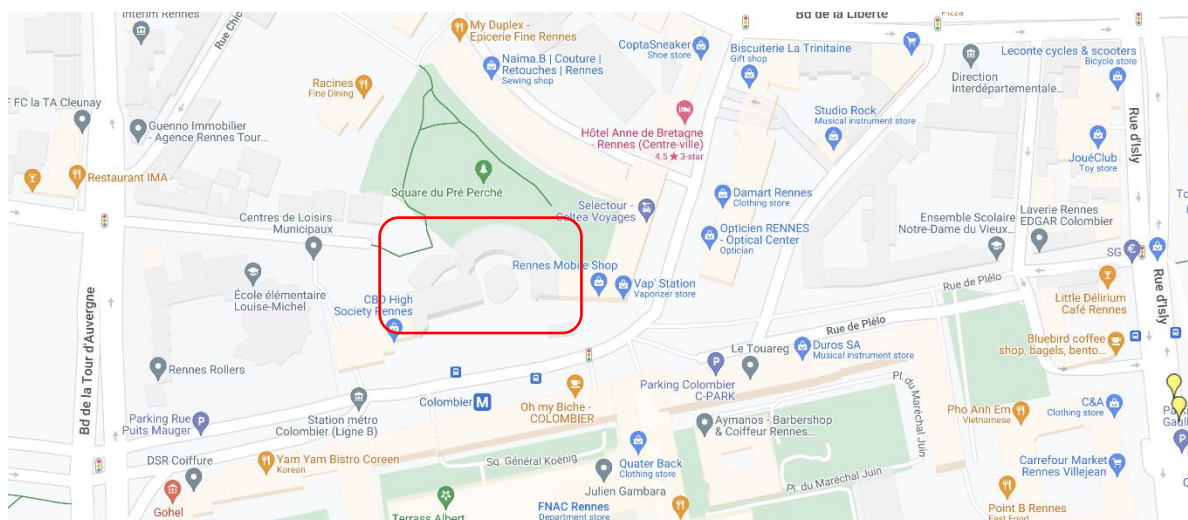 Interim Rennes
Rue Chic
My Duplex -
Epicerie Fine Rennes
Naima.B | Couture |
Retouches | Rennes
Sewing shop
CoptaSneaker
Shoe store
Bd de la Liberté
Pizza
Biscuiterie La Trinitaine
Gift shop
Leconte cycles & scooters
Bicycle store
Direction
Interdépartementale...
Racines
Fine Dining
F FC la TA Cleunay
Guenno Immobilier
- Agence Rennes Tour...
Studio Rock
Musical instrument store
Hôtel Anne de Bretagne
- Rennes (Centre-ville)
4.5 ★ 3-star
Rue d'Isly
JouéClub
Toy store
Restaurant IMA
Square du Pré Perché
Damart Rennes
Clothing store
Selectour -
Celtea Voyages
Centres de Loisirs
Municipaux
Opticien RENNES
- Optical Center
Optician
Ensemble Scolaire
Notre-Dame du Vieux...
Laverie Rennes
EDGAR Colombier
SG
Rennes Mobile Shop
Vap' Station
Vaporizer store
École élémentaire
Louise-Michel
CBD High
Society Rennes
Rue de Plélo
Rue d'Isly
Little Délirium
Café Rennes
Bd de la Tour d'Auvergne
Rue de Plélo
Bluebird coffee
shop, bagels, bento...
Le Touareg
Duros SA
Musical instrument store
Rennes Rollers
Parking Colombier
C-PARK
Pl. du Maréchal Juin
Colombier M
Oh my Biche -
COLOMBIER
Parking Rue
Puits Mauger
Station métro
Colombier (Ligne B)
Aymanos - Barbershop
& Coiffeur Rennes...
Pho Anh Em
Vietnamese
C&A
Clothing store
DSR Coiffure
Yam Yam Bistro Coreen
Korean
Sq. Général Koënig
Quater Back
Clothing store
Carrefour Market
Rennes Villejean
Julien Gambara
Pl. du Maréchal Juin
Gohel
Terrass Albert
FNAC Rennes
Department store
Point B Rennes
Fast Food